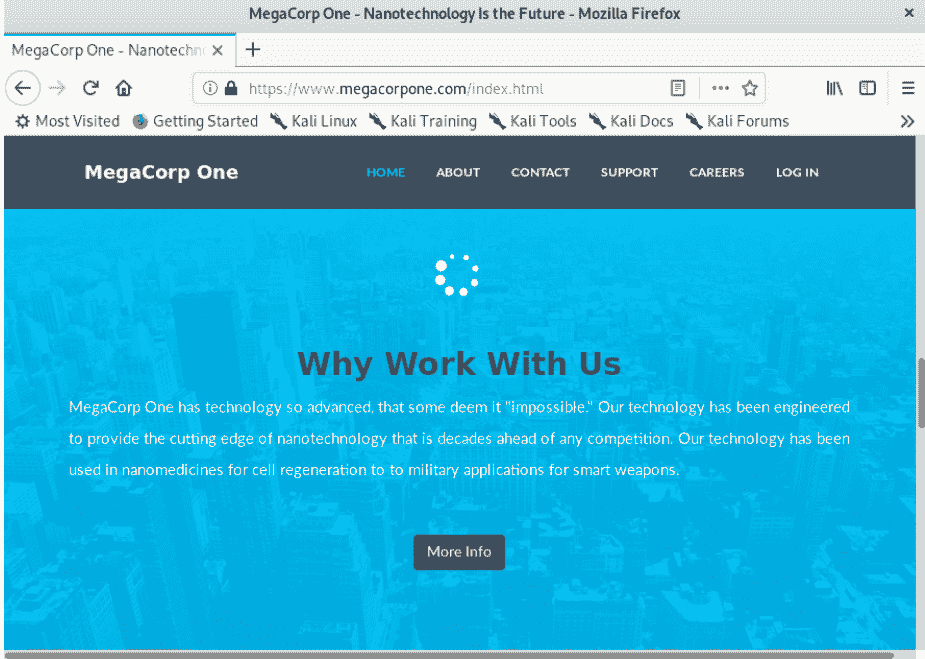 MegaCorp One - Nanotechnology Is the Future - Mozilla Firefox
MegaCorp One - Nanotechn
https://www.megacorpone.com/index.html
Most Visited Getting Started Kali Linux Kali Training Kali Tools Kali Docs Kali Forums
MegaCorp One HOME ABOUT CONTACT SUPPORT CAREERS LOG IN
Why Work With Us
MegaCorp One has technology so advanced, that some deem it "impossible." Our technology has been engineered
to provide the cutting edge of nanotechnology that is decades ahead of any competition. Our technology has been
used in nanomedicines for cell regeneration to to military applications for smart weapons.
More Info